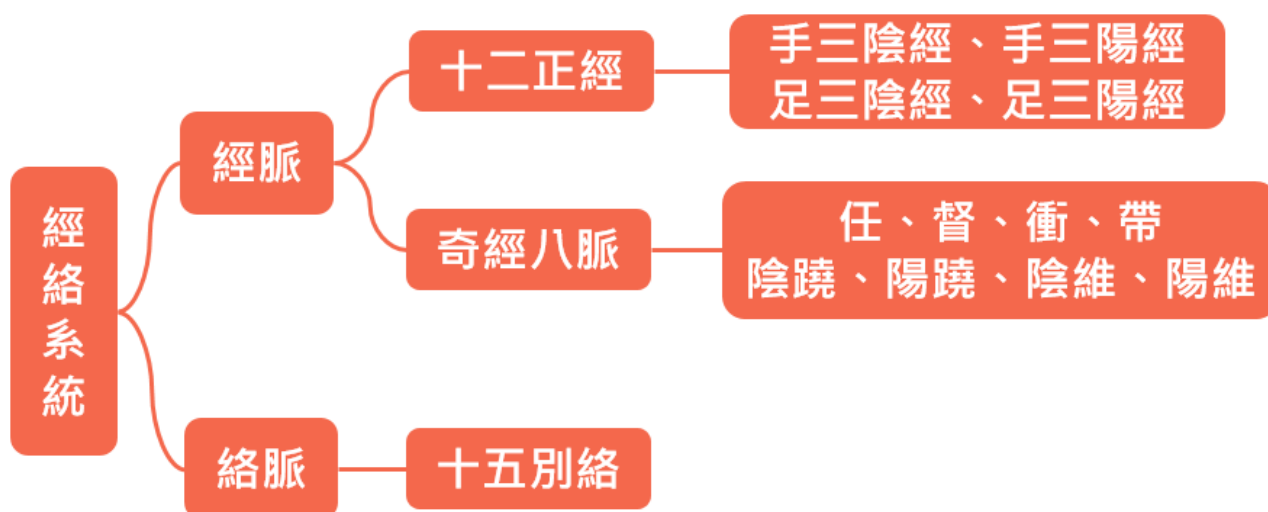 經絡系統
經脈
十二正經
手三陰經、手三陽經
足三陰經、足三陽經
奇經八脈
任、督、衝、帶
陰蹺、陽蹺、陰維、陽維
絡脈
十五別絡